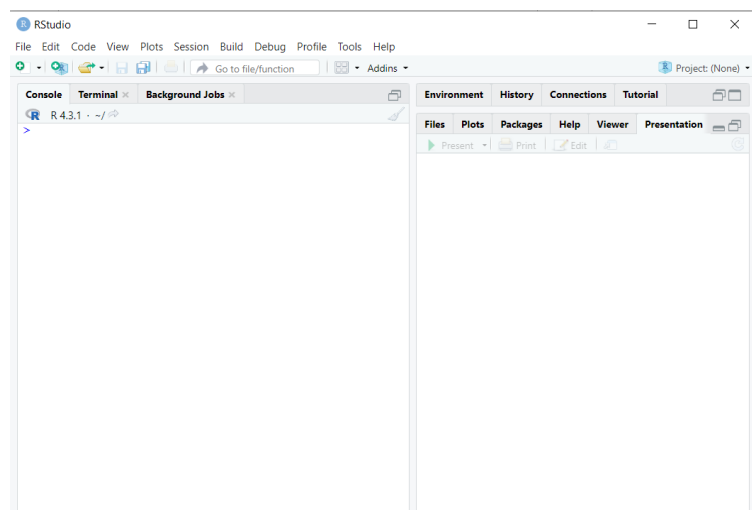 R RStudio
File Edit Code View Plots Session Build Debug Profile Tools Help
Go to file/function Addins R Project: (None)
Console Terminal Background Jobs
R R 4.3.1 · ~/
>
Environment History Connections Tutorial
Files Plots Packages Help Viewer Presentation
Present Print Edit